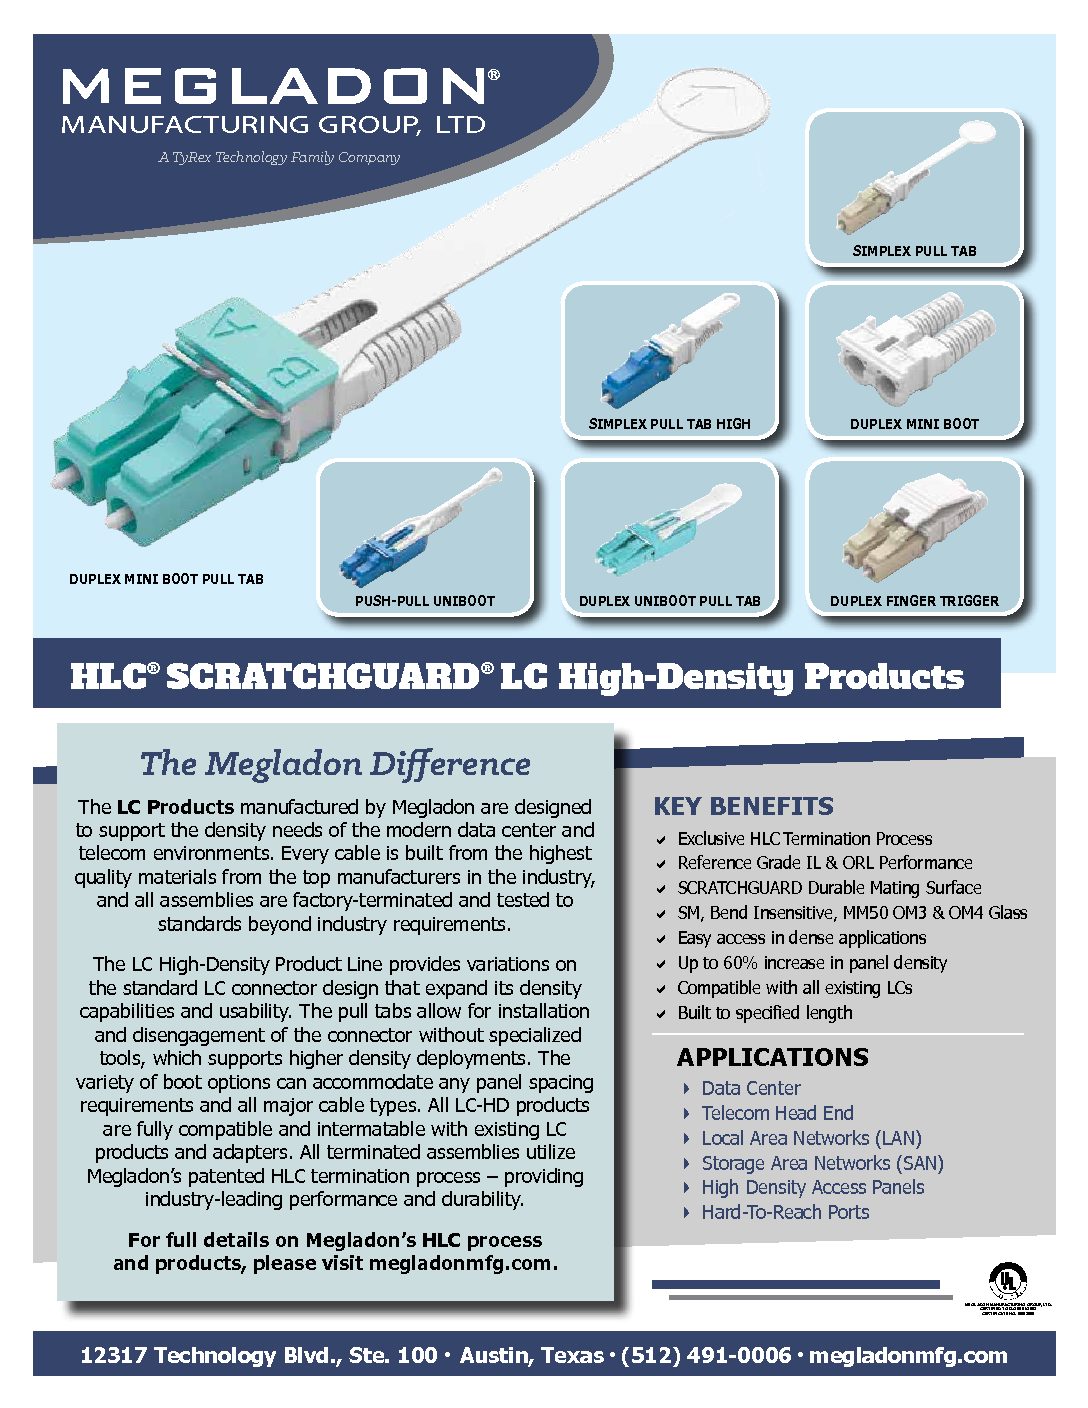 MEGLADON®
MANUFACTURING GROUP, LTD
A TyRex Technology Family Company
A
B
SIMPLEX PULL TAB
SIMPLEX PULL TAB HIGH
DUPLEX MINI BOOT
DUPLEX MINI BOOT PULL TAB
PUSH-PULL UNIBOOT
DUPLEX UNIBOOT PULL TAB
DUPLEX FINGER TRIGGER
HLC® SCRATCHGUARD® LC High-Density Products
The Megladon Difference
The LC Products manufactured by Megladon are designed
to support the density needs of the modern data center and
telecom environments. Every cable is built from the highest
quality materials from the top manufacturers in the industry,
and all assemblies are factory-terminated and tested to
standards beyond industry requirements.
The LC High-Density Product Line provides variations on
the standard LC connector design that expand its density
capabilities and usability. The pull tabs allow for installation
and disengagement of the connector without specialized
tools, which supports higher density deployments. The
variety of boot options can accommodate any panel spacing
requirements and all major cable types. All LC-HD products
are fully compatible and intermatable with existing LC
products and adapters. All terminated assemblies utilize
Megladon's patented HLC termination process – providing
industry-leading performance and durability.
For full details on Megladon's HLC process
and products, please visit megladonmfg.com.
KEY BENEFITS
Exclusive HLC Termination Process
Reference Grade IL & ORL Performance
SCRATCHGUARD Durable Mating Surface
SM, Bend Insensitive, MM50 OM3 & OM4 Glass
Easy access in dense applications
Up to 60% increase in panel density
Compatible with all existing LCs
Built to specified length
APPLICATIONS
Data Center
Telecom Head End
Local Area Networks (LAN)
Storage Area Networks (SAN)
High Density Access Panels
Hard-To-Reach Ports
UL
MEGLADON MANUFACTURING GROUP, LTD.
12317 Technology Blvd., Ste. 100 • Austin, Texas • (512) 491-0006 • megladonmfg.com